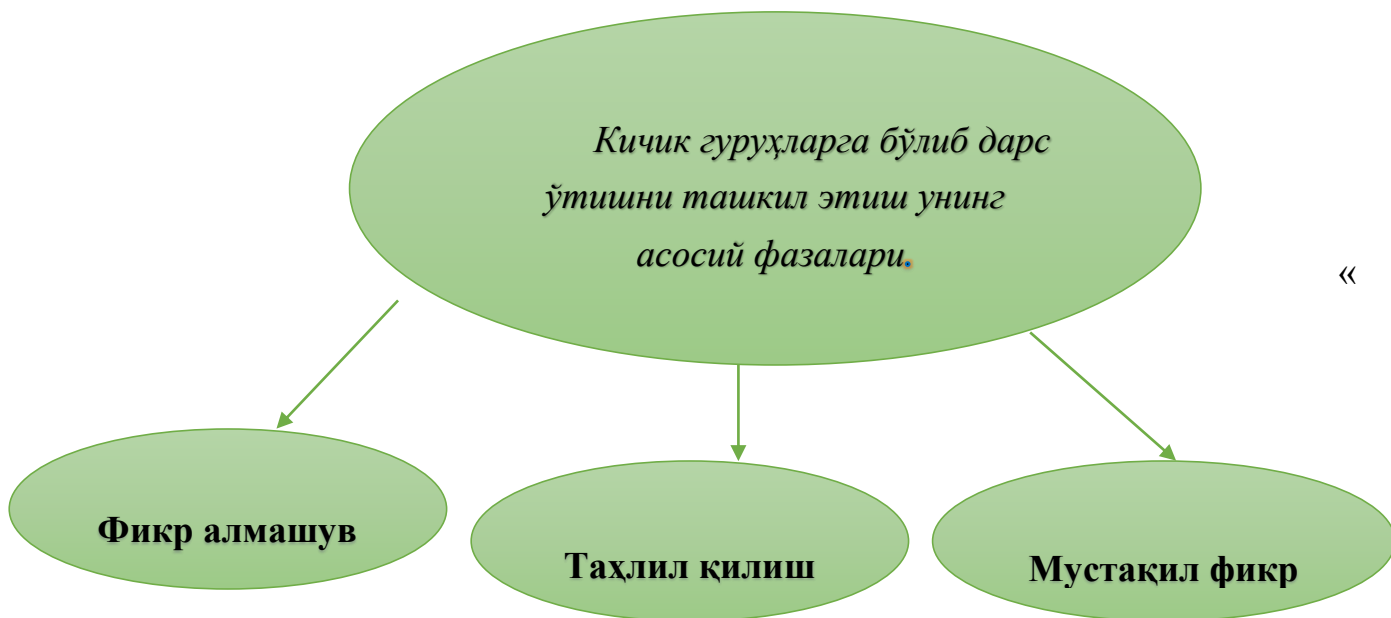 Кичик гуруҳларга бўлиб дарс
ўтишни ташкил этиш унинг
асосий фазалари.
«
Фикр алмашув
Таҳлил қилиш
Мустақил фикр